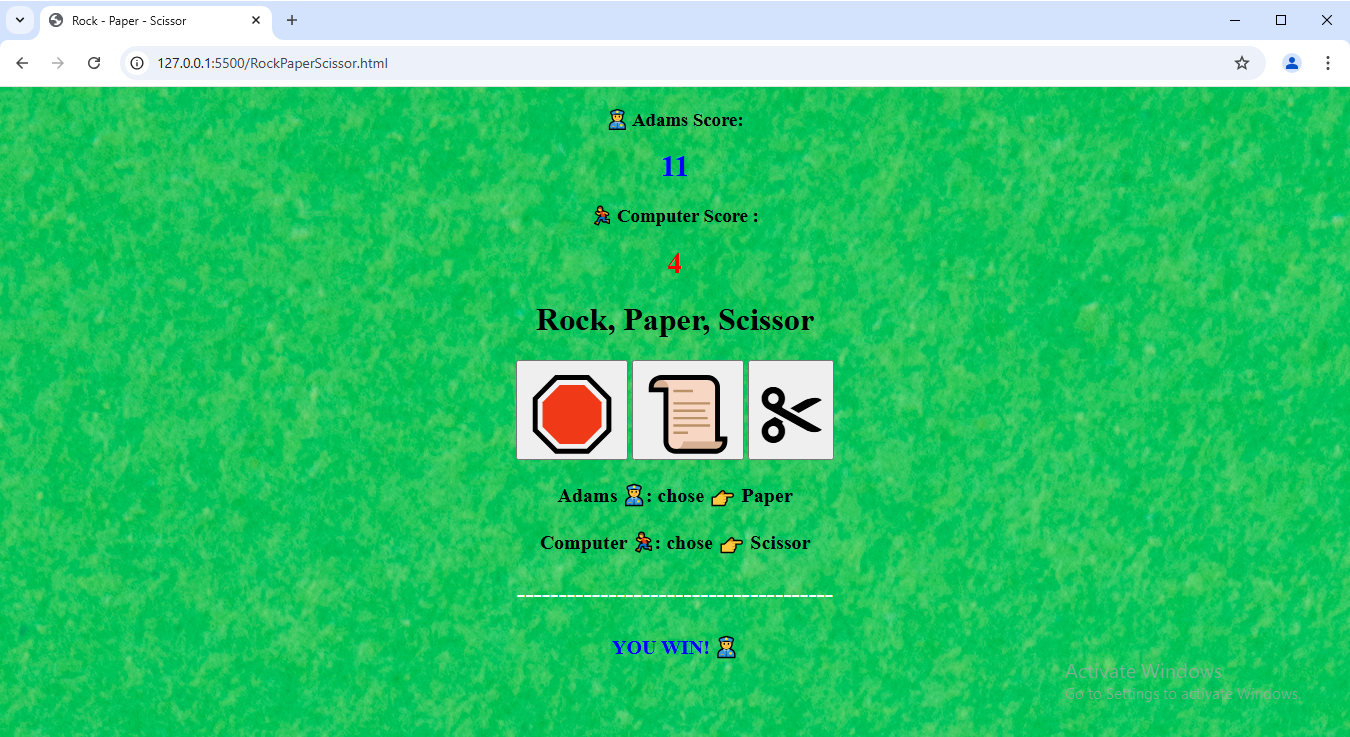 Rock - Paper - Scissor
127.0.0.1:5500/RockPaperScissor.html
Adams Score:
11
Computer Score :
4
Rock, Paper, Scissor
Adams 👮: chose 👉 Paper
Computer 🏃: chose 👉 Scissor
--------------------------------------
YOU WIN! 👮
Activate Windows
Go to Settings to activate Windows.